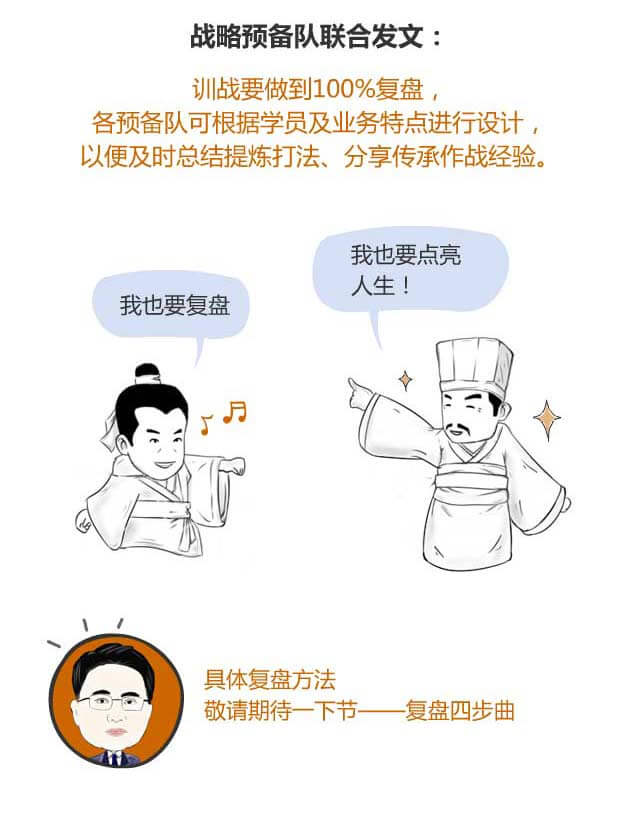 战略预备队联合发文：
训战要做到100%复盘，
各预备队可根据学员及业务特点进行设计，
以便及时总结提炼打法、分享传承作战经验。
我也要点亮
人生！
我也要复盘
具体复盘方法
敬请期待一下节——复盘四步曲